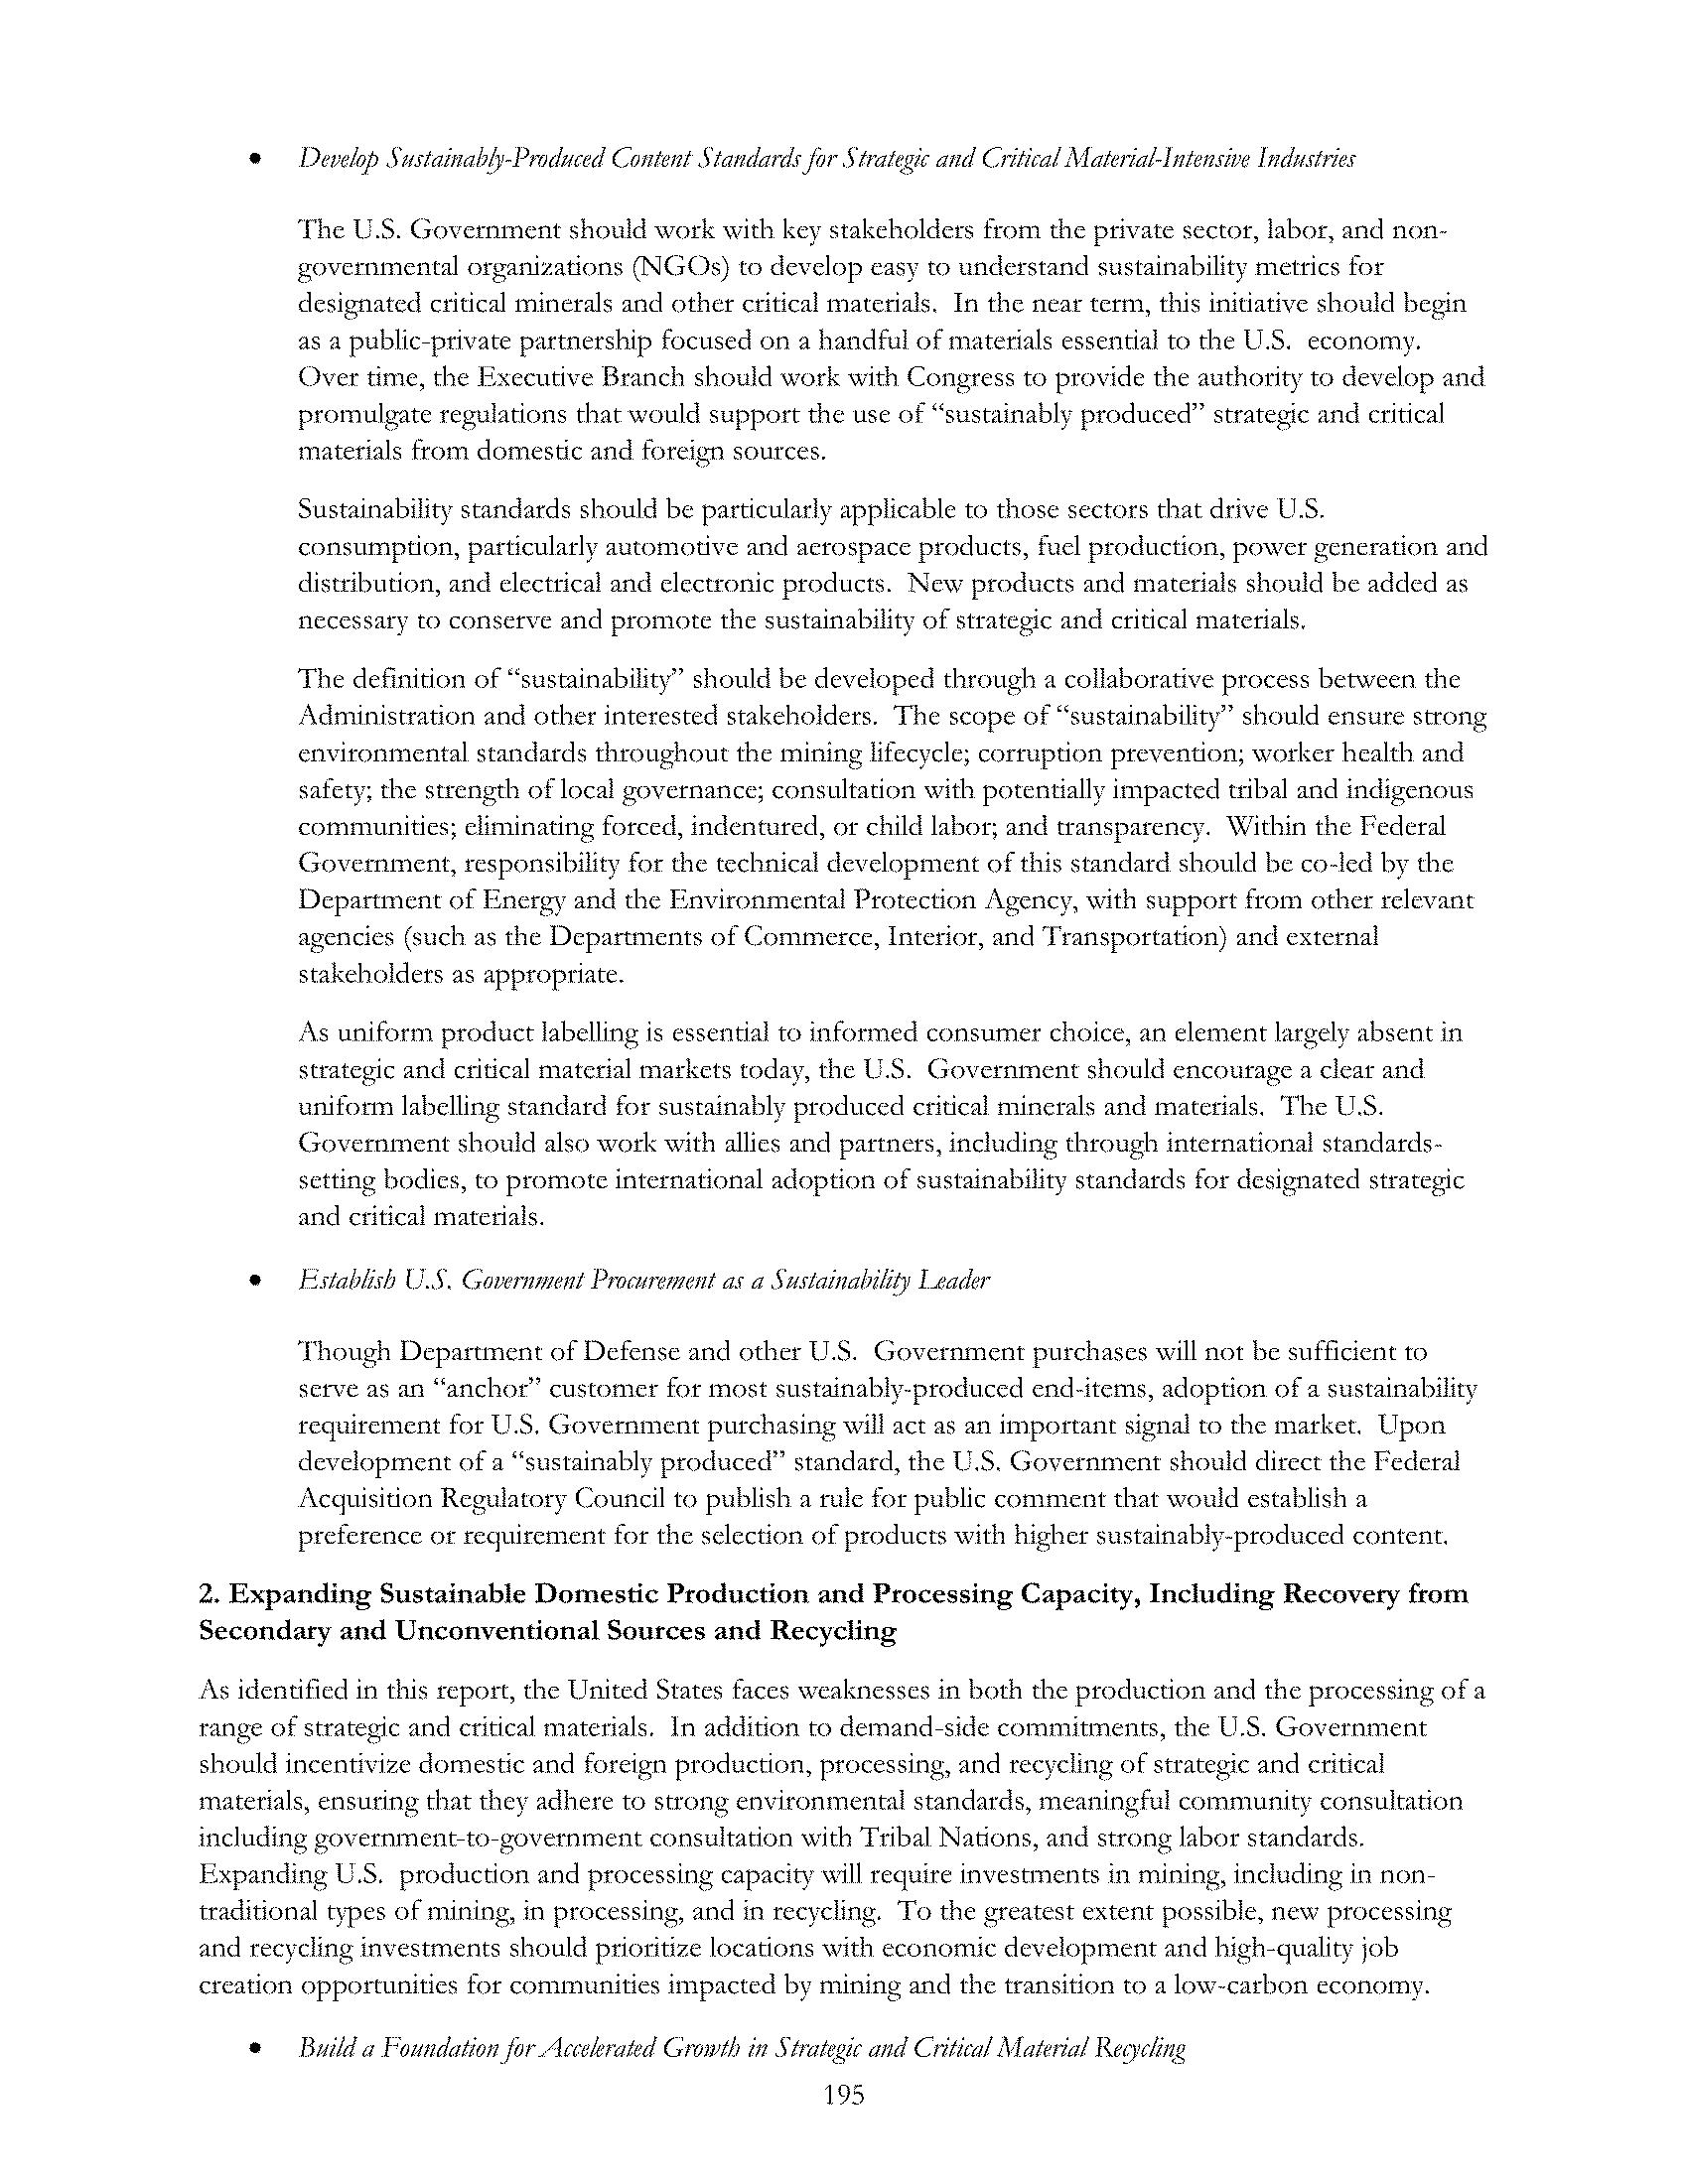 • Develop Sustainably-Produced Content Standards for Strategic and Critical Material-Intensive Industries
The U.S. Government should work with key stakeholders from the private sector, labor, and non-
governmental organizations (NGOs) to develop easy to understand sustainability metrics for
designated critical minerals and other critical materials.  In the near term, this initiative should begin
as a public-private partnership focused on a handful of materials essential to the U.S.  economy.
Over time, the Executive Branch should work with Congress to provide the authority to develop and
promulgate regulations that would support the use of “sustainably produced” strategic and critical
materials from domestic and foreign sources.
Sustainability standards should be particularly applicable to those sectors that drive U.S.
consumption, particularly automotive and aerospace products, fuel production, power generation and
distribution, and electrical and electronic products.  New products and materials should be added as
necessary to conserve and promote the sustainability of strategic and critical materials.
The definition of “sustainability” should be developed through a collaborative process between the
Administration and other interested stakeholders.  The scope of “sustainability” should ensure strong
environmental standards throughout the mining lifecycle; corruption prevention; worker health and
safety; the strength of local governance; consultation with potentially impacted tribal and indigenous
communities; eliminating forced, indentured, or child labor; and transparency.  Within the Federal
Government, responsibility for the technical development of this standard should be co-led by the
Department of Energy and the Environmental Protection Agency, with support from other relevant
agencies (such as the Departments of Commerce, Interior, and Transportation) and external
stakeholders as appropriate.
As uniform product labelling is essential to informed consumer choice, an element largely absent in
strategic and critical material markets today, the U.S.  Government should encourage a clear and
uniform labelling standard for sustainably produced critical minerals and materials.  The U.S.
Government should also work with allies and partners, including through international standards-
setting bodies, to promote international adoption of sustainability standards for designated strategic
and critical materials.
• Establish U.S. Government Procurement as a Sustainability Leader
Though Department of Defense and other U.S.  Government purchases will not be sufficient to
serve as an “anchor” customer for most sustainably-produced end-items, adoption of a sustainability
requirement for U.S. Government purchasing will act as an important signal to the market.  Upon
development of a “sustainably produced” standard, the U.S. Government should direct the Federal
Acquisition Regulatory Council to publish a rule for public comment that would establish a
preference or requirement for the selection of products with higher sustainably-produced content.
2. Expanding Sustainable Domestic Production and Processing Capacity, Including Recovery from
Secondary and Unconventional Sources and Recycling
As identified in this report, the United States faces weaknesses in both the production and the processing of a
range of strategic and critical materials.  In addition to demand-side commitments, the U.S. Government
should incentivize domestic and foreign production, processing, and recycling of strategic and critical
materials, ensuring that they adhere to strong environmental standards, meaningful community consultation
including government-to-government consultation with Tribal Nations, and strong labor standards.
Expanding U.S.  production and processing capacity will require investments in mining, including in non-
traditional types of mining, in processing, and in recycling.  To the greatest extent possible, new processing
and recycling investments should prioritize locations with economic development and high-quality job
creation opportunities for communities impacted by mining and the transition to a low-carbon economy.
• Build a Foundation for Accelerated Growth in Strategic and Critical Material Recycling
195